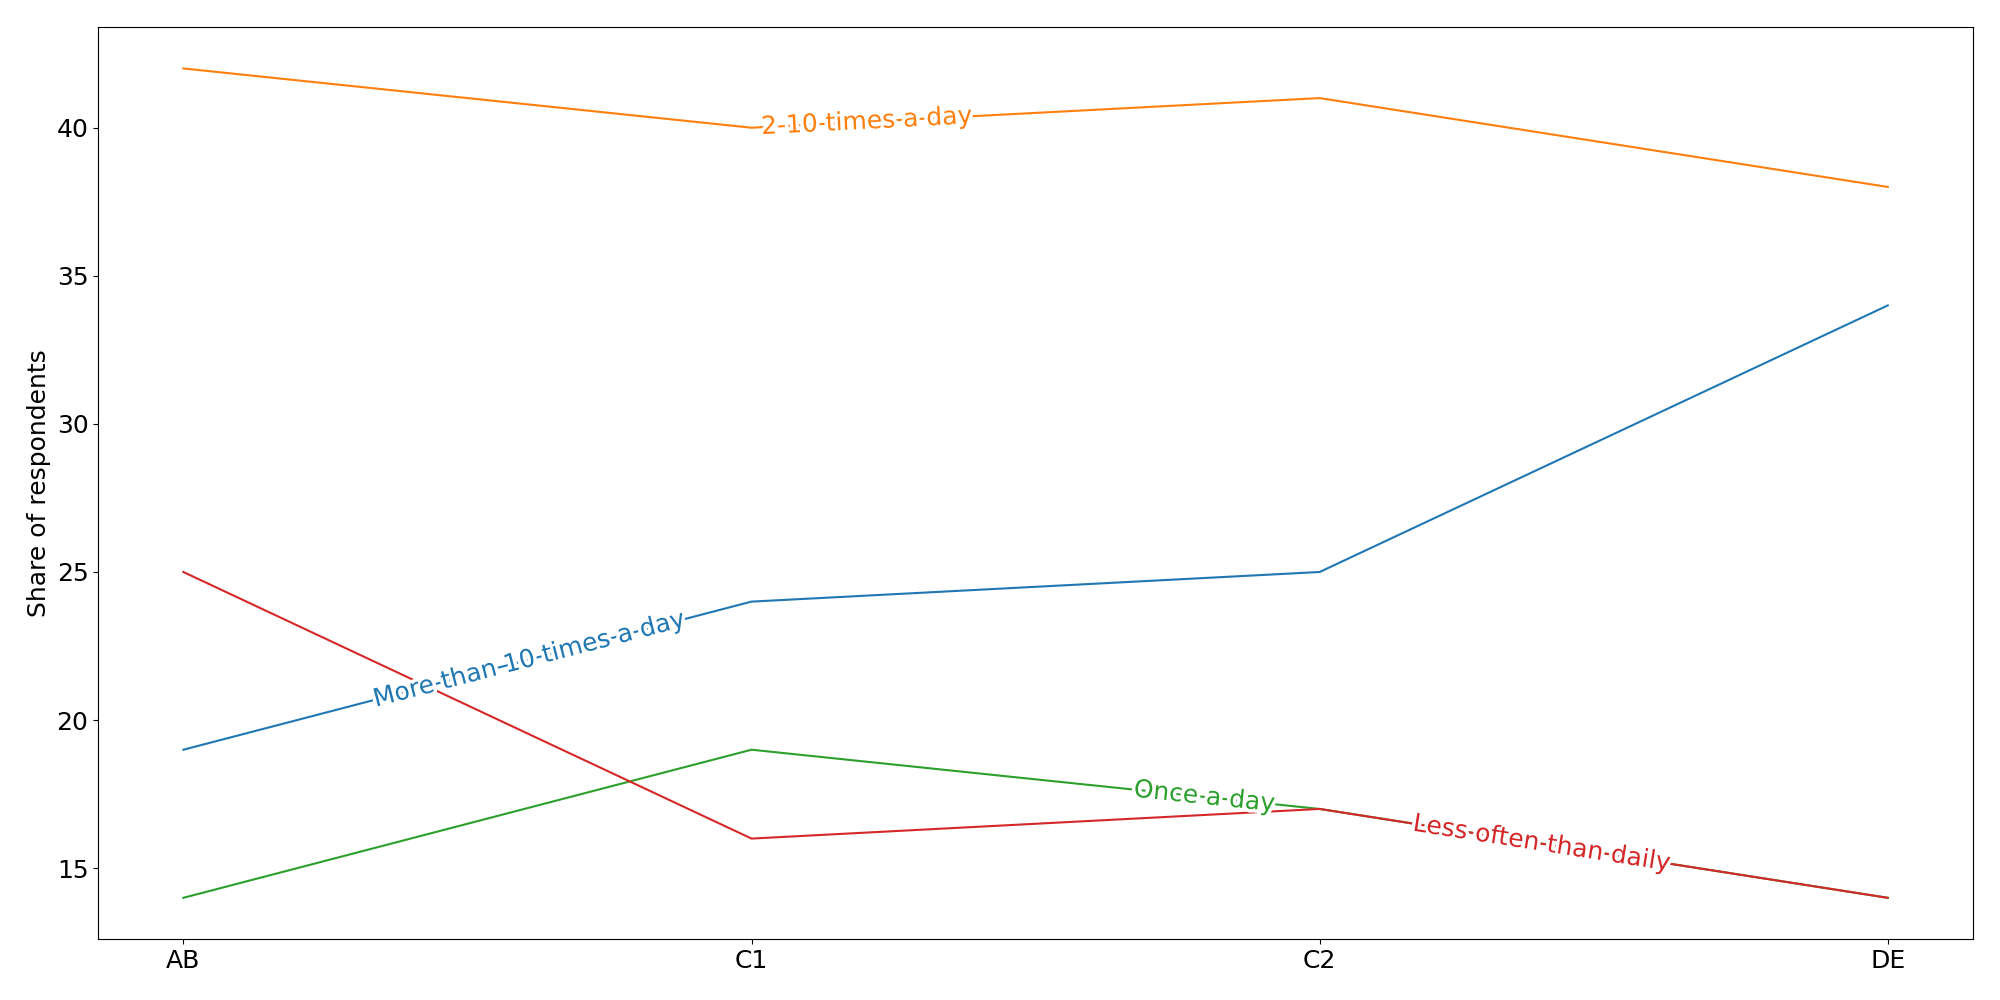 2-10-times-a-day
40
35
30
25
20
15
Share of respondents
More-than-10-times-a-day
Once-a-day
Less-often-than-daily
AB C1 C2 DE